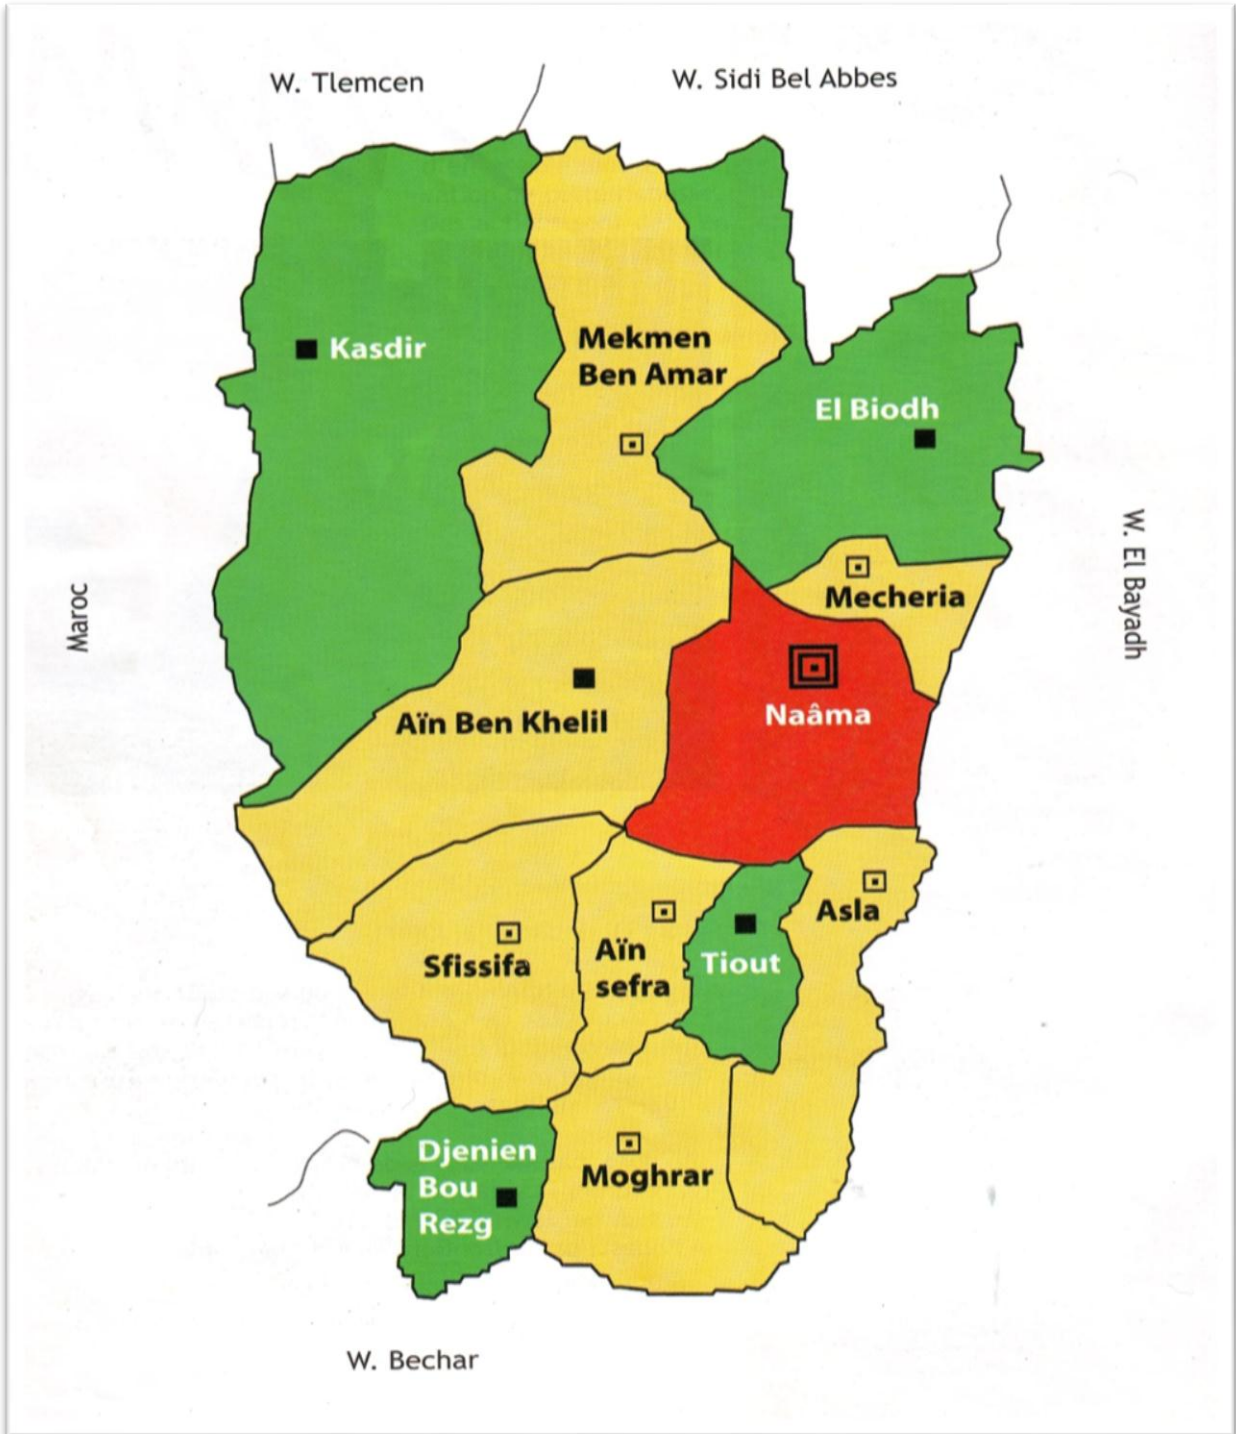 W. Tlemcen
W. Sidi Bel Abbes
Kasdir
Mekmen
Ben Amar
El Biodh
W. El Bayadh
Maroc
Mecheria
Naâma
Aïn Ben Khelil
Asla
Sfissifa
Aïn
sefra
Tiout
Djenien
Bou
Rezg
Moghrar
W. Bechar